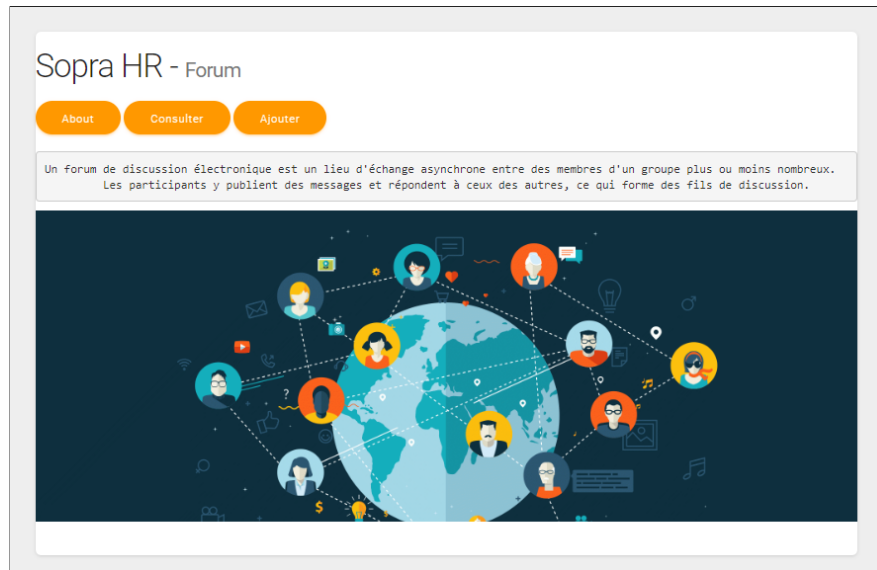 Sopra HR - Forum
About Consulter Ajouter
Un forum de discussion électronique est un lieu d'échange asynchrone entre des membres d'un groupe plus ou moins nombreux.
Les participants y publient des messages et répondent à ceux des autres, ce qui forme des fils de discussion.